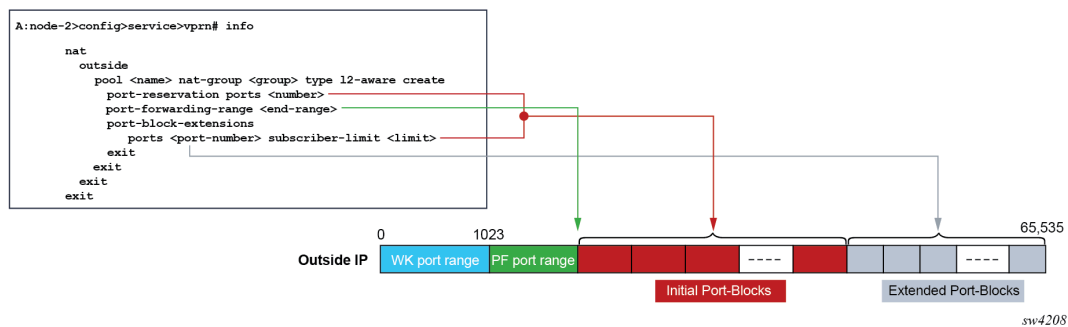 A:node-2>config>service>vprn# info
nat
outside
pool <name> nat-group <group> type l2-aware create
port-reservation ports <number>
port-forwarding-range <end-range>
port-block-extensions
ports <port-number> subscriber-limit <limit>
exit
exit
exit
exit
0
1023
65,535
Outside IP
WK port range
PF port range
Initial Port-Blocks
Extended Port-Blocks
sw4208